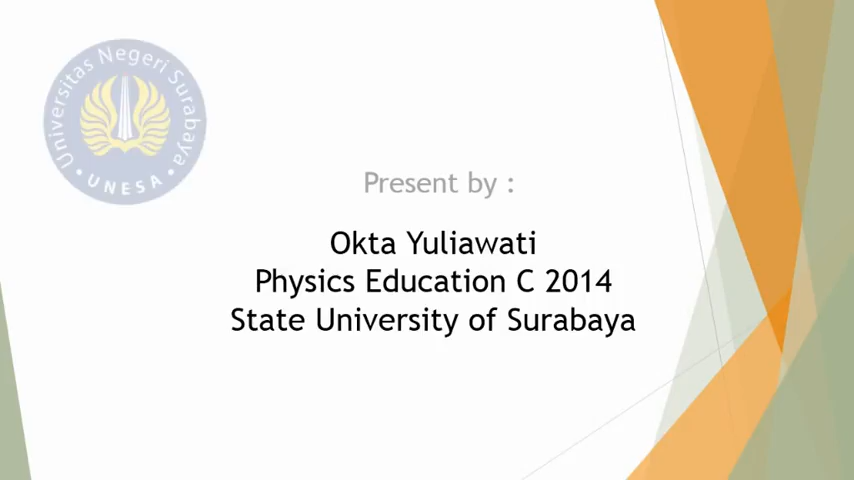 Universitas Negeri Surabaya
• UNESA •
Present by :
Okta Yuliawati
Physics Education C 2014
State University of Surabaya